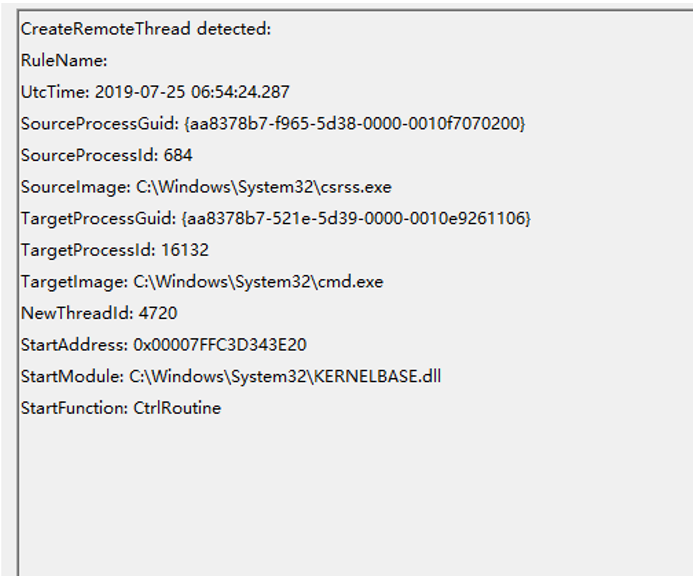 CreateRemoteThread detected:
RuleName:
UtcTime: 2019-07-25 06:54:24.287
SourceProcessGuid: {aa8378b7-f965-5d38-0000-0010f7070200}
SourceProcessId: 684
SourceImage: C:\Windows\System32\csrss.exe
TargetProcessGuid: {aa8378b7-521e-5d39-0000-0010e9261106}
TargetProcessId: 16132
TargetImage: C:\Windows\System32\cmd.exe
NewThreadId: 4720
StartAddress: 0x00007FFC3D343E20
StartModule: C:\Windows\System32\KERNELBASE.dll
StartFunction: CtrlRoutine